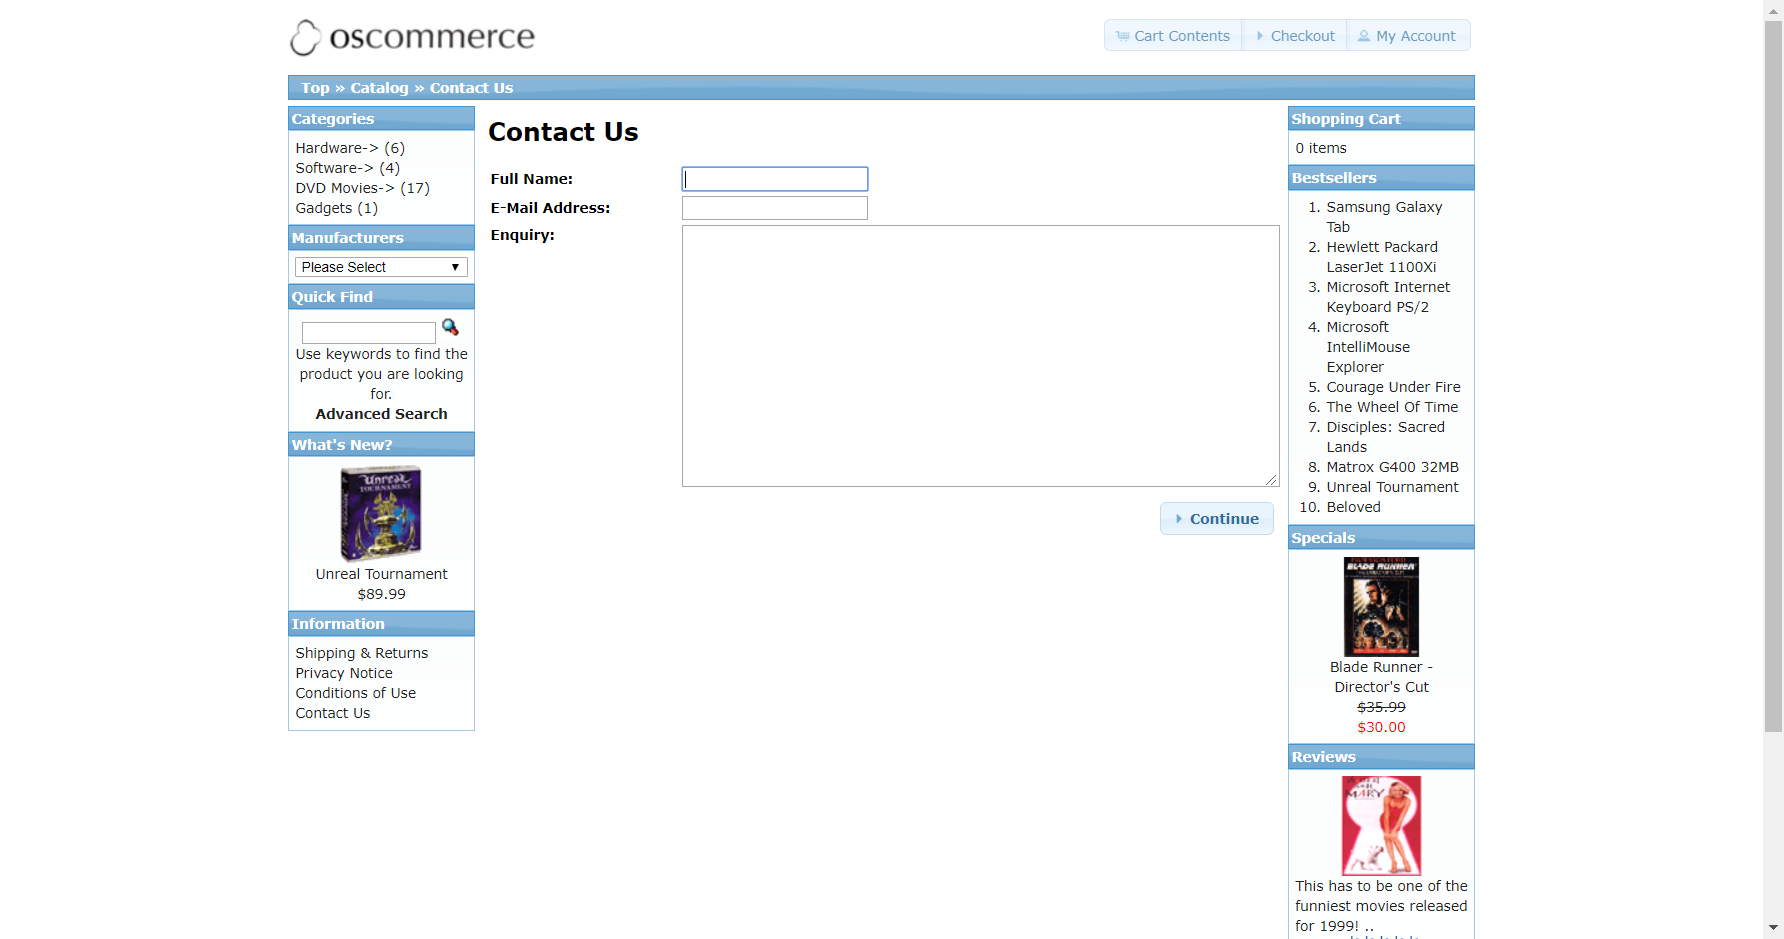 oscommerce
Cart Contents
Checkout
My Account
Top » Catalog » Contact Us
Categories
Hardware-> (6)
Software-> (4)
DVD Movies-> (17)
Gadgets (1)
Manufacturers
Please Select
Quick Find
Use keywords to find the
product you are looking
for.
Advanced Search
What's New?
Unreal
TOURNAMENT
Unreal Tournament
$89.99
Information
Shipping & Returns
Privacy Notice
Conditions of Use
Contact Us
Contact Us
Full Name:
E-Mail Address:
Enquiry:
Continue
Shopping Cart
0 items
Bestsellers
1. Samsung Galaxy
Tab
2. Hewlett Packard
LaserJet 1100Xi
3. Microsoft Internet
Keyboard PS/2
4. Microsoft
IntelliMouse
Explorer
5. Courage Under Fire
6. The Wheel Of Time
7. Disciples: Sacred
Lands
8. Matrox G400 32MB
9. Unreal Tournament
10. Beloved
Specials
BLADE RUNNER
Blade Runner -
Director's Cut
$35.99
$30.00
Reviews
MARY
This has to be one of the
funniest movies released
for 1999! ..